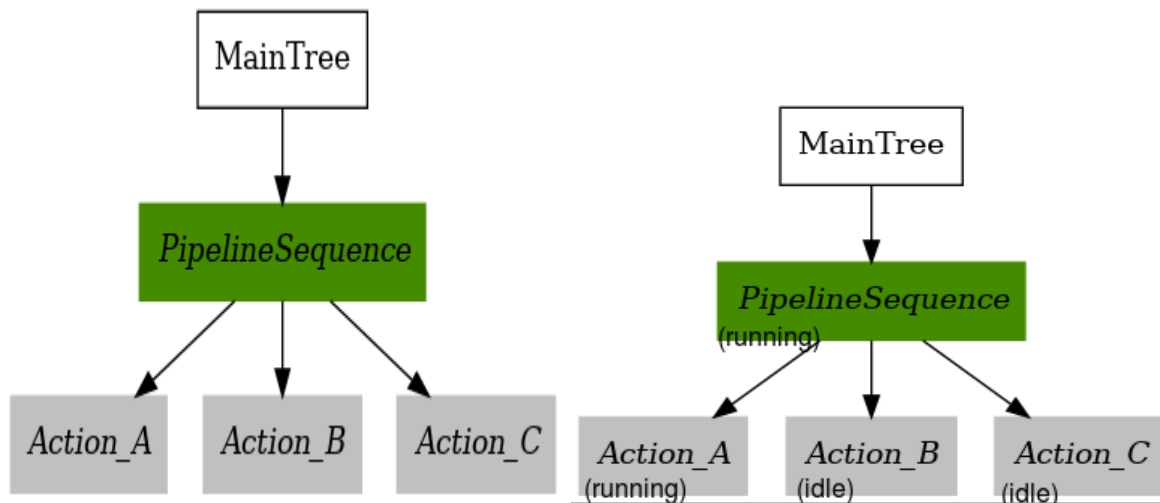 MainTree
PipelineSequence
Action_A
Action_B
Action_C
MainTree
PipelineSequence
(running)
Action_A
(running)
Action_B
(idle)
Action_C
(idle)